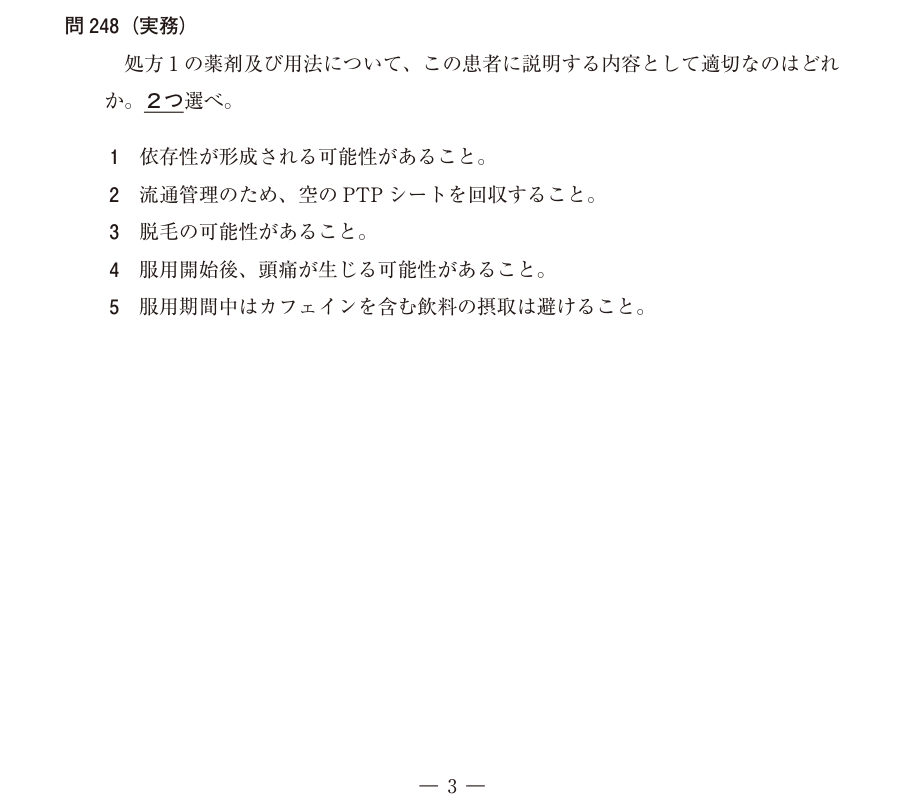 問 248（実務）
処方１の薬剤及び用法について、この患者に説明する内容として適切なのはどれ
か。２つ選べ。
1 依存性が形成される可能性があること。
2 流通管理のため、空の PTP シートを回収すること。
3 脱毛の可能性があること。
4 服用開始後、頭痛が生じる可能性があること。
5 服用期間中はカフェインを含む飲料の摂取は避けること。
― 3 ―